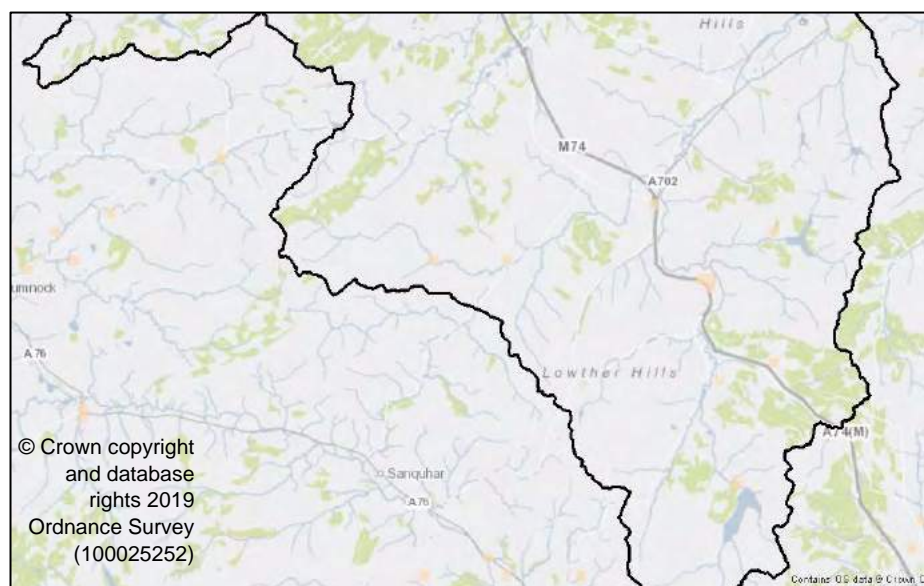 Hills
M74
A702
umnock
A76
Lowther Hills
A74(M)
Sanquhar
A76
© Crown copyright
and database
rights 2019
Ordnance Survey
(100025252)
Contains OS data © Crown